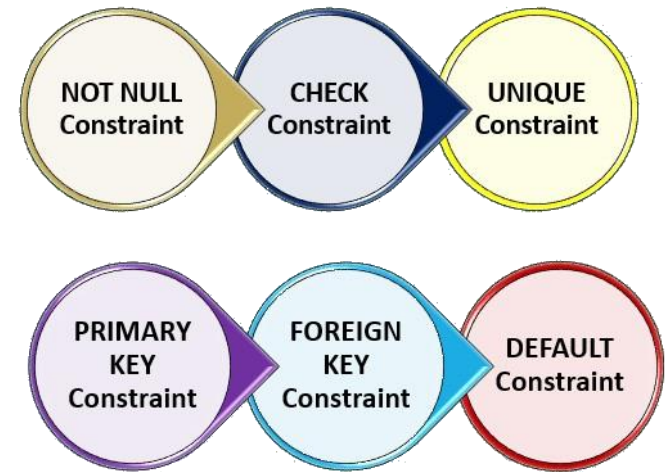 NOT NULL
Constraint
CHECK
Constraint
UNIQUE
Constraint
PRIMARY
KEY
Constraint
FOREIGN
KEY
Constraint
DEFAULT
Constraint